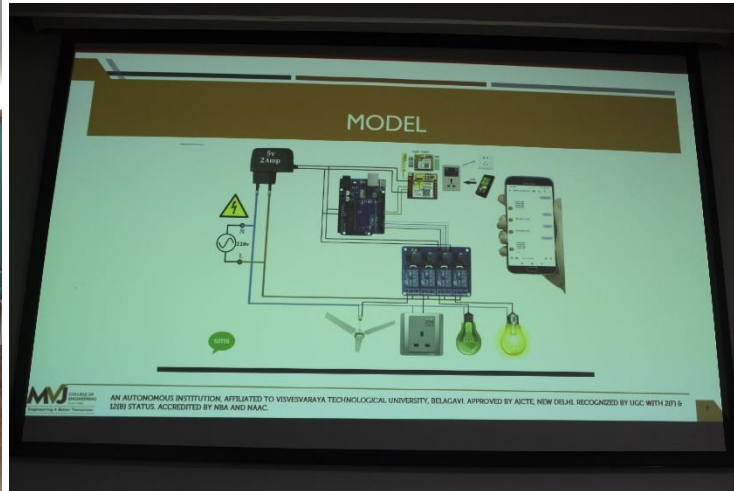 MODEL
5v
2Amp
N
220v
L
sms
MVJ
COLLEGE OF
ENGINEERING
Engineering A Better Tomorrow
AN AUTONOMOUS INSTITUTION, AFFILIATED TO VISVESVARAYA TECHNOLOGICAL UNIVERSITY, BELAGAVI. APPROVED BY AICTE, NEW DELHI. RECOGNIZED BY UGC WITH 2(F) &
12(B) STATUS. ACCREDITED BY NBA AND NAAC.
7